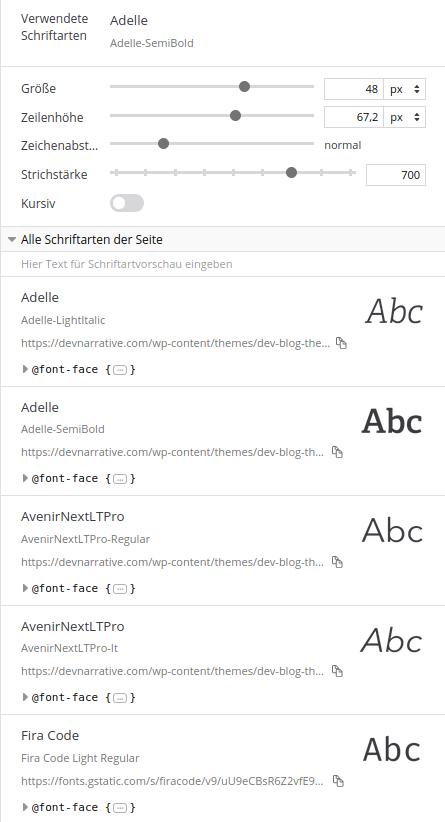 Verwendete Schriftarten
Adelle
Adelle-SemiBold
Größe
48 px
Zeilenhöhe
67,2 px
Zeichenabst…
normal
Strichstärke
700
Kursiv
Alle Schriftarten der Seite
Hier Text für Schriftartvorschau eingeben
Adelle
Abc
Adelle-LightItalic
https://devnarrative.com/wp-content/themes/dev-blog-the…
@font-face {…}
Adelle
Abc
Adelle-SemiBold
https://devnarrative.com/wp-content/themes/dev-blog-th…
@font-face {…}
AvenirNextLTPro
Abc
AvenirNextLTPro-Regular
https://devnarrative.com/wp-content/themes/dev-blog-th…
@font-face {…}
AvenirNextLTPro
Abc
AvenirNextLTPro-It
https://devnarrative.com/wp-content/themes/dev-blog-th…
@font-face {…}
Fira Code
Abc
Fira Code Light Regular
https://fonts.gstatic.com/s/firacode/v9/uU9eCBsR6Z2vfE9…
@font-face {…}